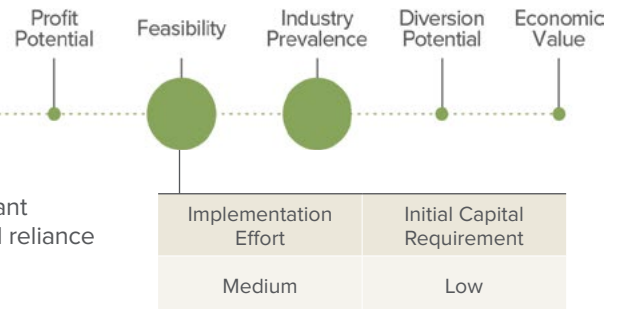 Profit
Potential
Feasibility
Industry
Prevalence
Diversion
Potential
Economic
Value
ant
reliance
Implementation
Effort
Initial Capital
Requirement
Medium
Low